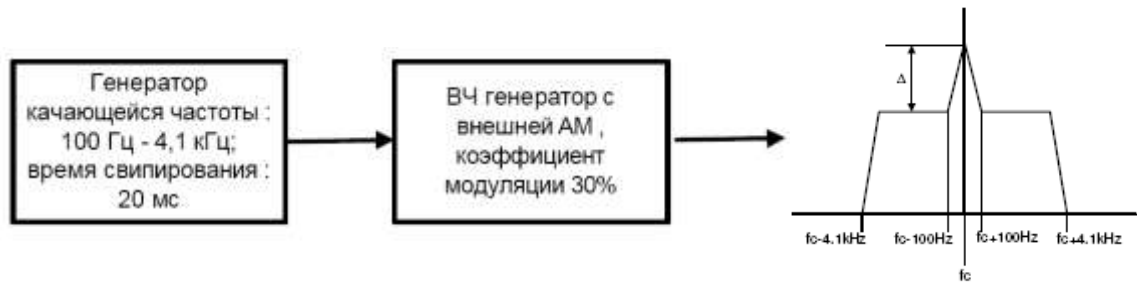 Генератор
качающейся частоты :
100 Гц - 4,1 кГц;
время свипирования :
20 мс
ВЧ генератор с
внешней АМ ,
коэффициент
модуляции 30%
Δ
fc-4.1kHz
fc-100Hz
fc+100Hz
fc+4.1kHz
fc